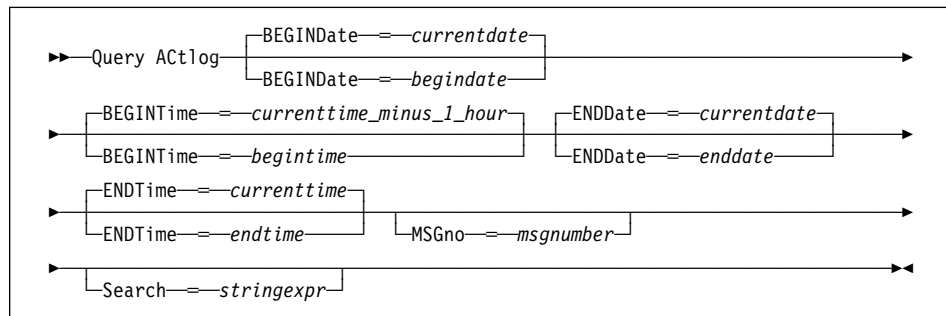 BEGINDate = currentdate
Query ACtlog
BEGINDate = begindate
BEGINTime = currenttime_minus_1_hour ENDDate = currentdate
BEGINTime = begintime ENDDate = enddate
ENDTime = currenttime
ENDTime = endtime MSGno = msgnumber
Search = stringexpr